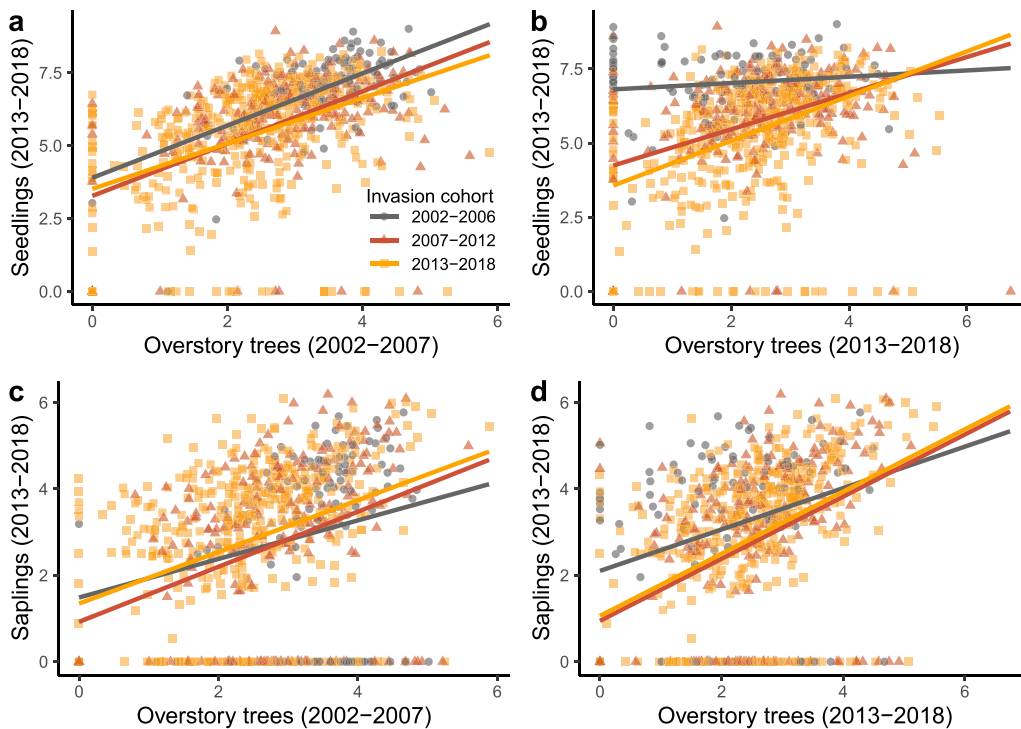 a
Seedlings (2013−2018)
7.5
5.0
2.5
0.0
Invasion cohort
2002−2006
2007−2012
2013−2018
0 2 4 6
Overstory trees (2002−2007)
b
Seedlings (2013−2018)
7.5
5.0
2.5
0.0
0 2 4 6
Overstory trees (2013−2018)
c
Saplings (2013−2018)
6
4
2
0
0 2 4 6
Overstory trees (2002−2007)
d
Saplings (2013−2018)
6
4
2
0
0 2 4 6
Overstory trees (2013−2018)